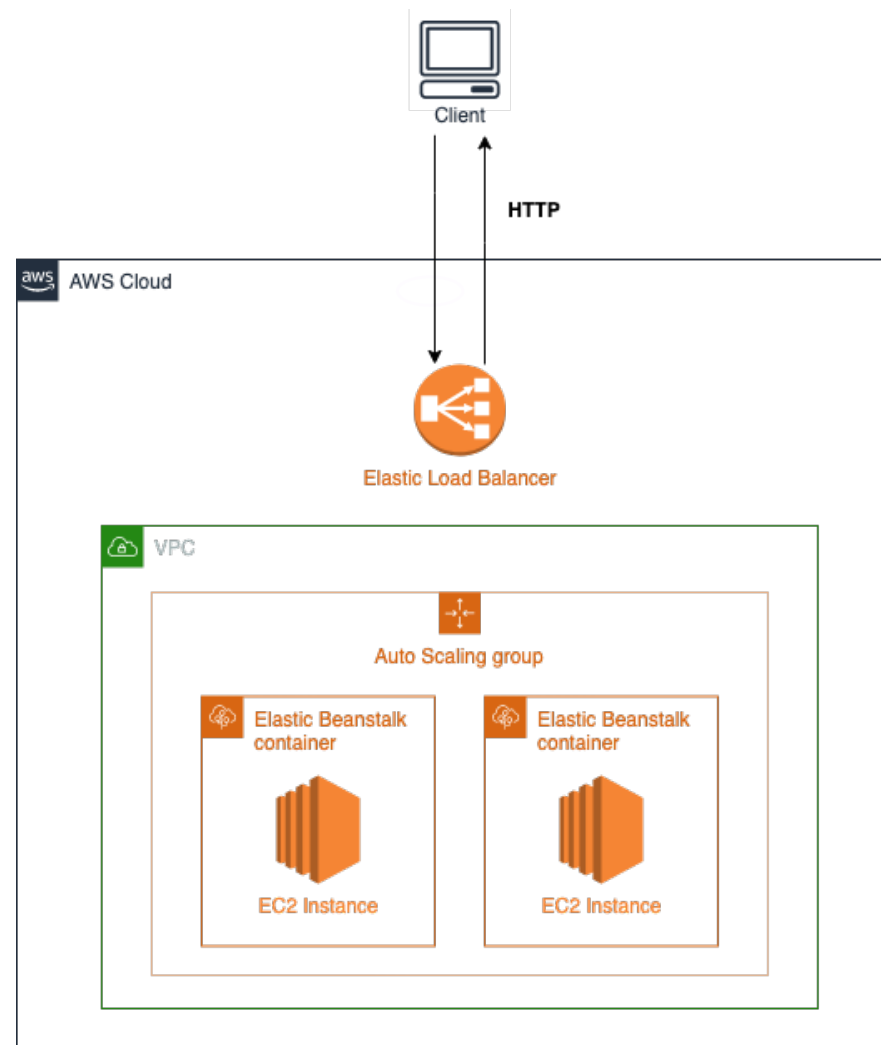 Client
HTTP
aws
AWS Cloud
Elastic Load Balancer
VPC
Auto Scaling group
Elastic Beanstalk
container
EC2 Instance
Elastic Beanstalk
container
EC2 Instance